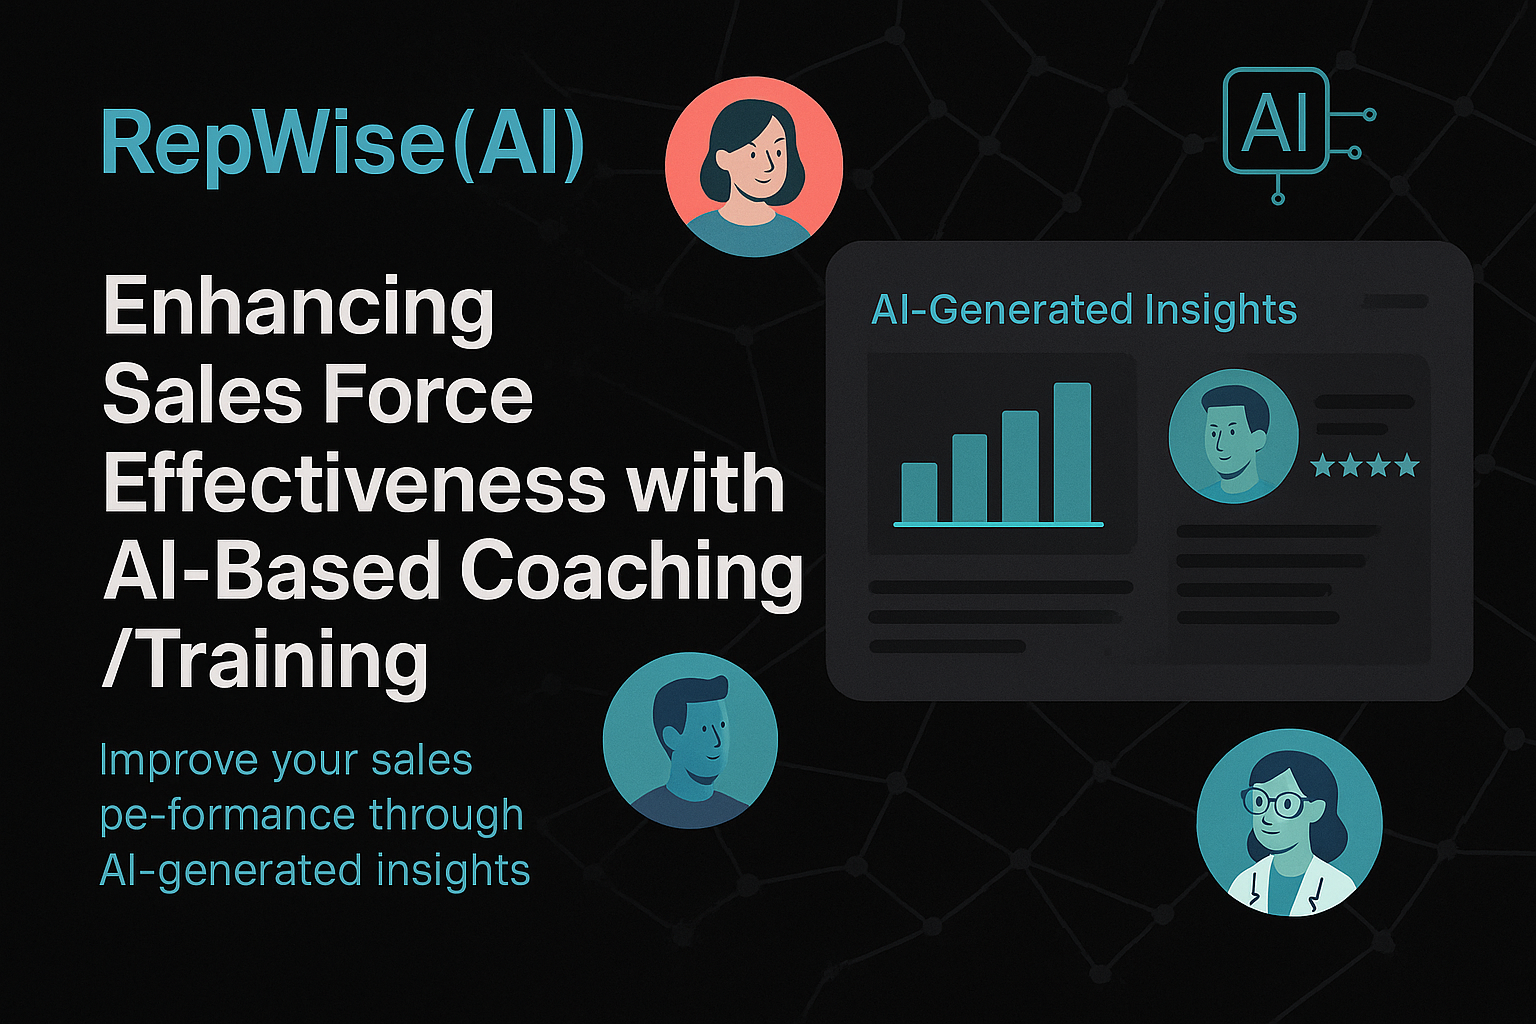 RepWise(AI)
Enhancing
Sales Force
Effectiveness with
AI-Based Coaching
/Training
Improve your sales
pe-formance through
AI-generated insights
AI
AI-Generated Insights